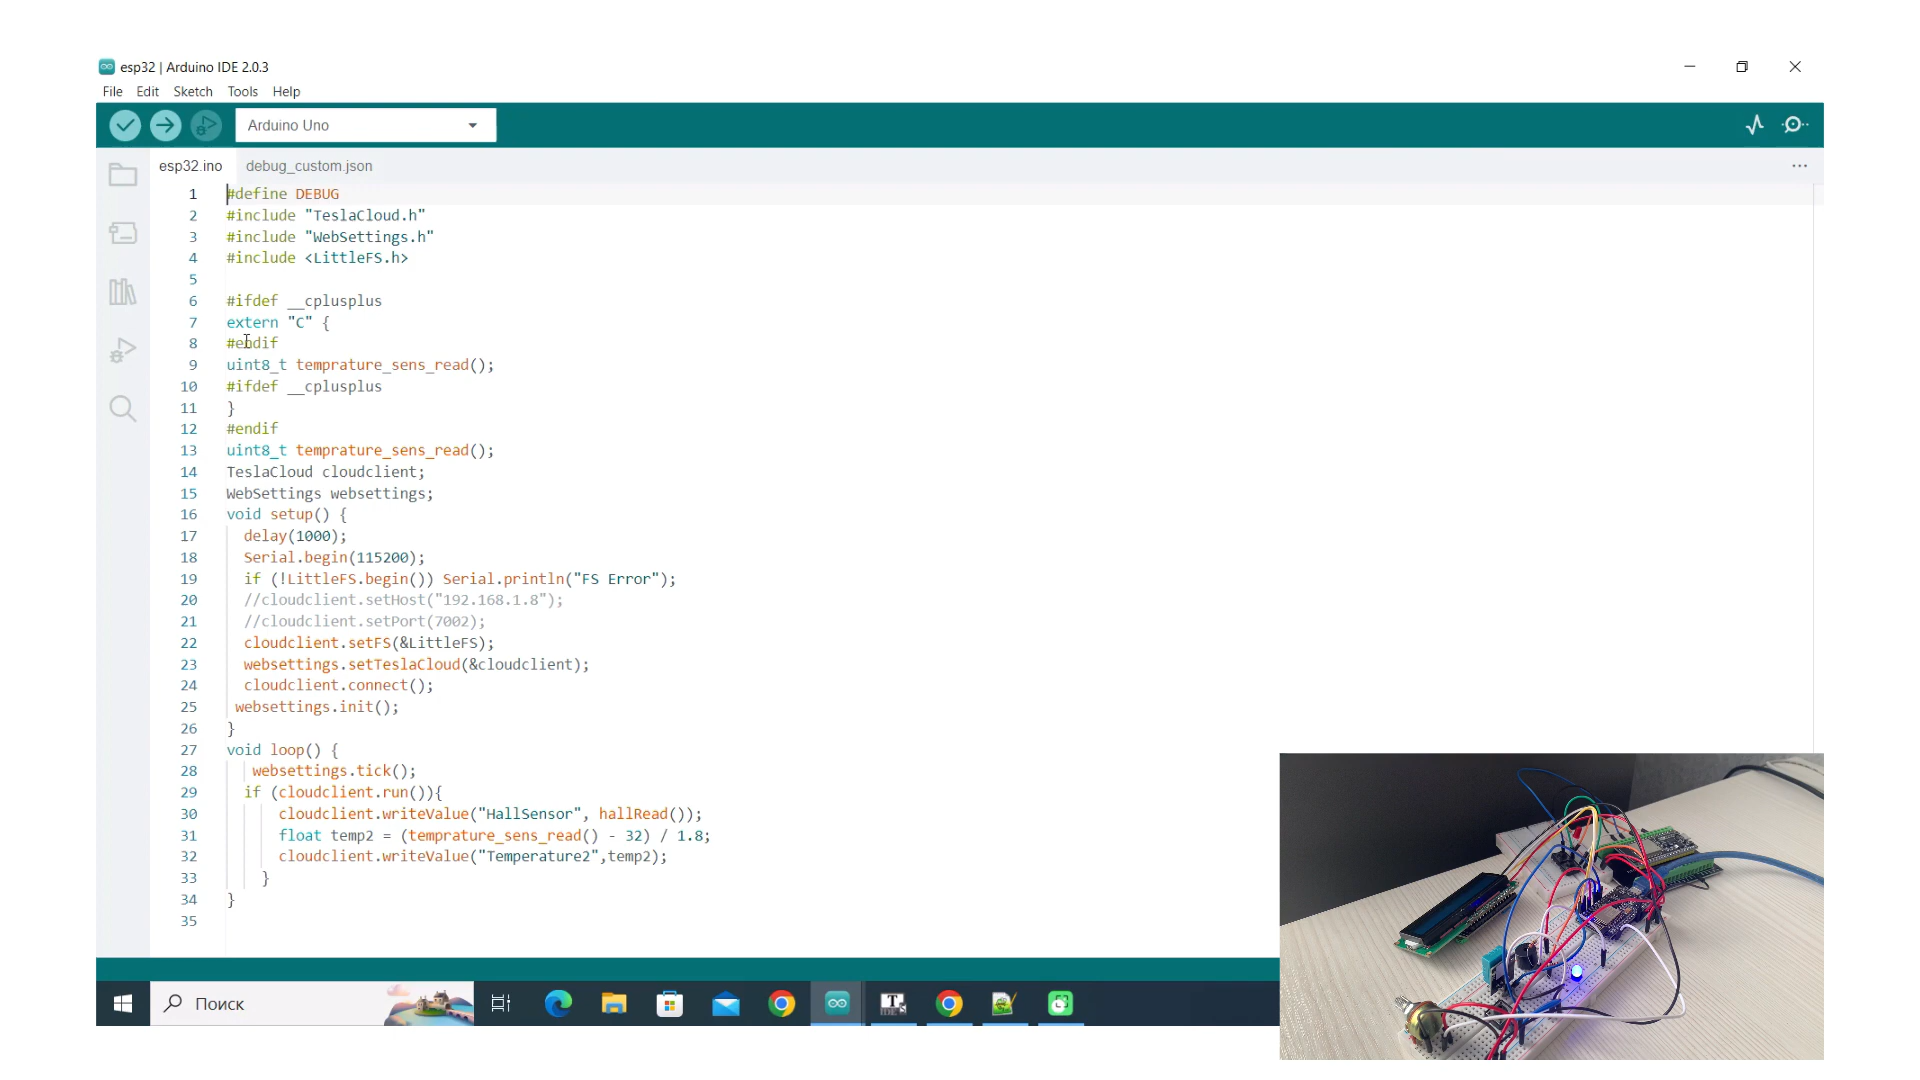 esp32 | Arduino IDE 2.0.3
File Edit Sketch Tools Help
Arduino Uno
esp32.ino debug_custom.json
1 #define DEBUG
2 #include "TeslaCloud.h"
3 #include "WebSettings.h"
4 #include <LittleFS.h>
5
6 #ifdef __cplusplus
7 extern "C" {
8 #endif
9 uint8_t temprature_sens_read();
10 #ifdef __cplusplus
11 }
12 #endif
13 uint8_t temprature_sens_read();
14 TeslaCloud cloudclient;
15 WebSettings websettings;
16 void setup() {
17 delay(1000);
18 Serial.begin(115200);
19 if (!LittleFS.begin()) Serial.println("FS Error");
20 //cloudclient.setHost("192.168.1.8");
21 //cloudclient.setPort(7002);
22 cloudclient.setFS(&LittleFS);
23 websettings.setTeslaCloud(&cloudclient);
24 cloudclient.connect();
25 websettings.init();
26 }
27 void loop() {
28 websettings.tick();
29 if (cloudclient.run()){
30 cloudclient.writeValue("HallSensor", hallRead());
31 float temp2 = (temprature_sens_read() - 32) / 1.8;
32 cloudclient.writeValue("Temperature2",temp2);
33 }
34 }
35
Поиск